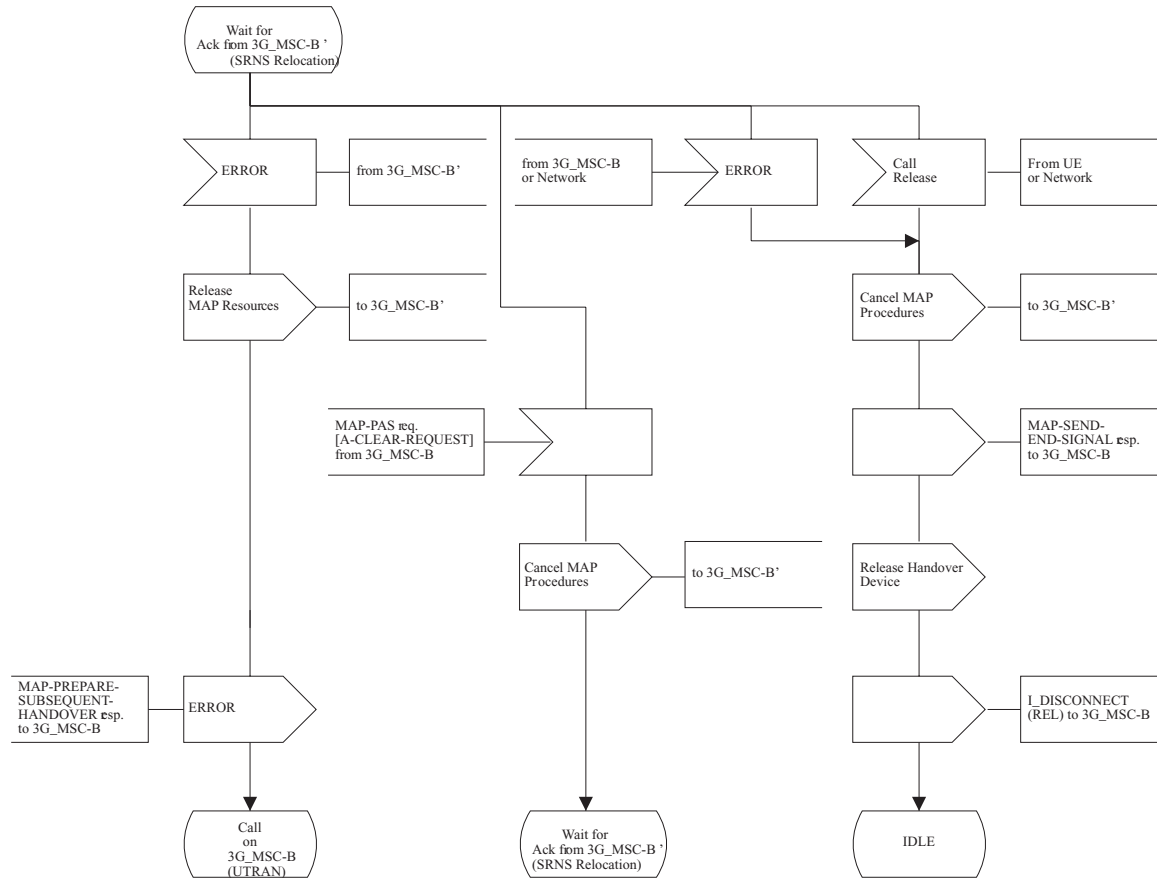 Wait for
Ack from 3G_MSC-B ’
(SRNS Relocation)
ERROR
from 3G_MSC-B’
from 3G_MSC-B
or Network
ERROR
Call
Release
From UE
or Network
Release
MAP Resources
to 3G_MSC-B’
Cancel MAP
Procedures
to 3G_MSC-B’
MAP-PAS req.
[A-CLEAR-REQUEST]
from 3G_MSC-B
MAP-SEND-
END-SIGNAL resp.
to 3G_MSC-B
Cancel MAP
Procedures
to 3G_MSC-B’
Release Handover
Device
MAP-PREPARE-
SUBSEQUENT-
HANDOVER resp.
to 3G_MSC-B
ERROR
I_DISCONNECT
(REL) to 3G_MSC-B
Call
on
3G_MSC-B
(UTRAN)
Wait for
Ack from 3G_MSC-B ’
(SRNS Relocation)
IDLE